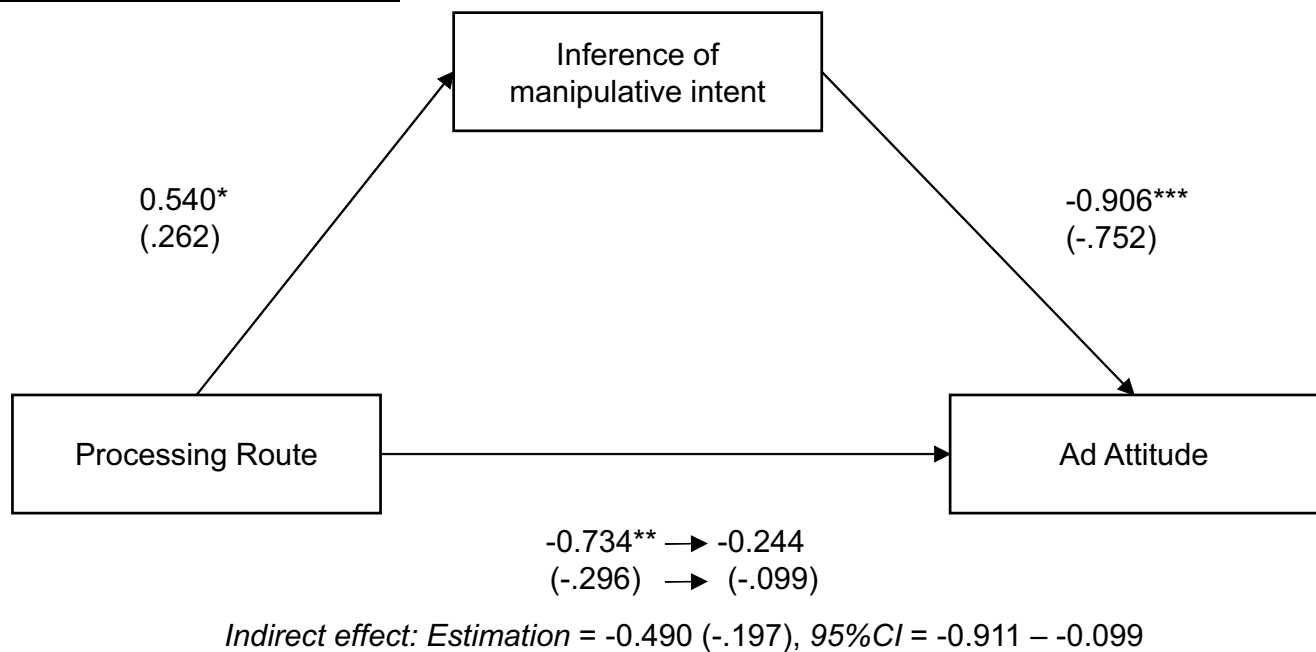 Inference of
manipulative intent
0.540*
(.262)
-0.906***
(-.752)
Processing Route
Ad Attitude
-0.734** → -0.244
(-.296) → (-.099)
Indirect effect: Estimation = -0.490 (-.197), 95%CI = -0.911 – -0.099